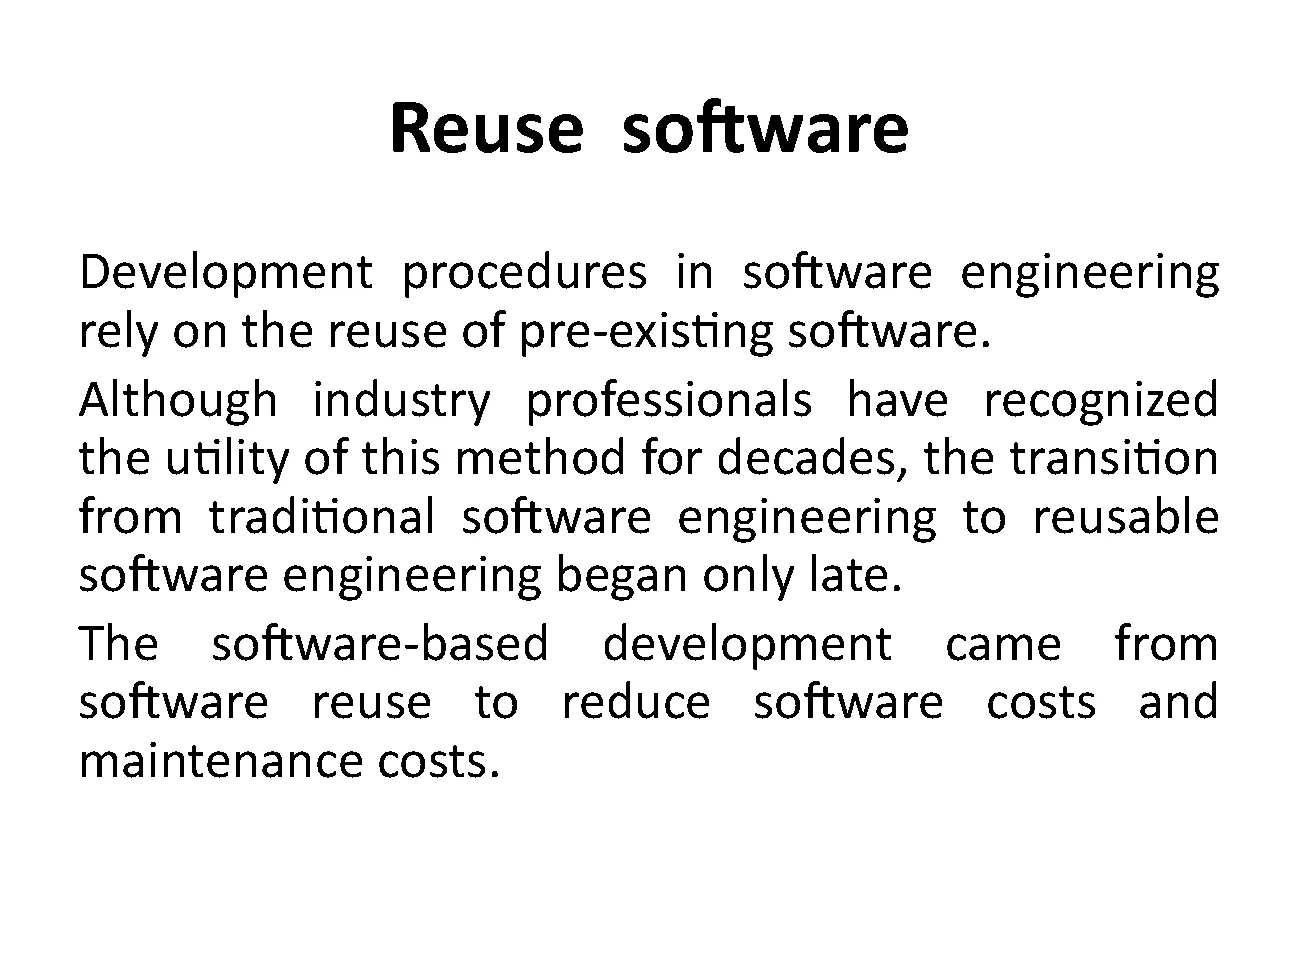 Reuse software
Development procedures in software engineering
rely on the reuse of pre-existing software.
Although industry professionals have recognized
the utility of this method for decades, the transition
from traditional software engineering to reusable
software engineering began only late.
The software-based development came from
software reuse to reduce software costs and
maintenance costs.